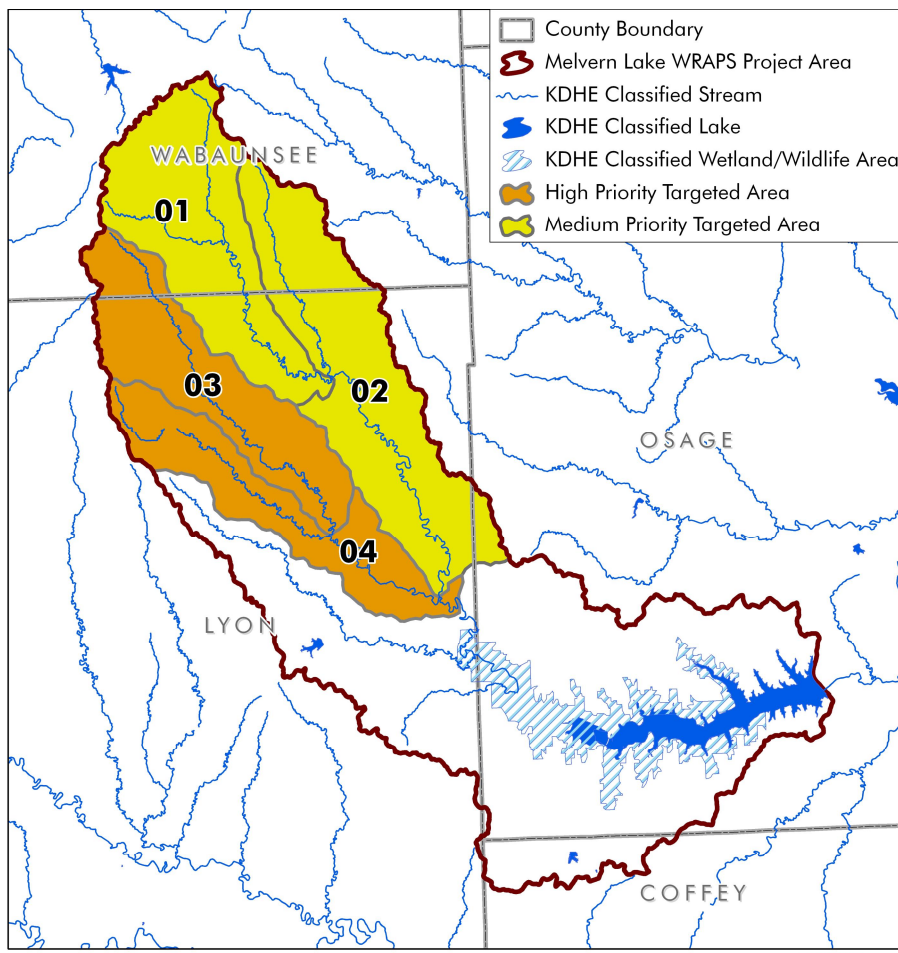 County Boundary
Melvern Lake WRAPS Project Area
KDHE Classified Stream
KDHE Classified Lake
KDHE Classified Wetland/Wildlife Area
High Priority Targeted Area
Medium Priority Targeted Area
WABAUNSEE
01
03
02
OSAGE
04
LYON
COFFEY